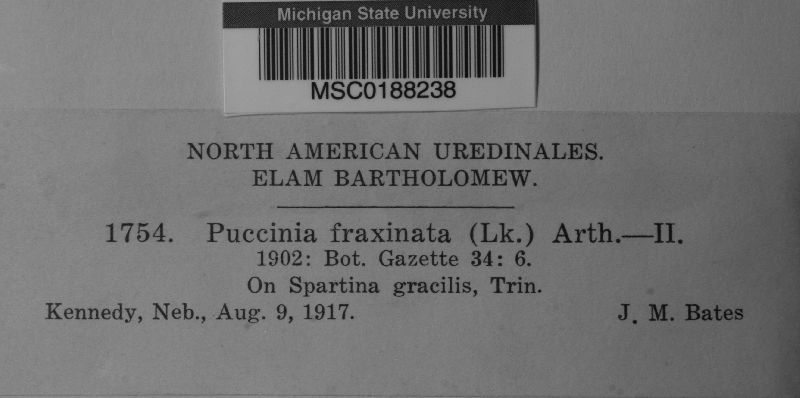 Michigan State University
MSC0188238
NORTH AMERICAN UREDINALES.
ELAM BARTHOLOMEW.
1754. Puccinia fraxinata (Lk.) Arth.—II.
1902: Bot. Gazette 34: 6.
On Spartina gracilis, Trin.
Kennedy, Neb., Aug. 9, 1917. J. M. Bates